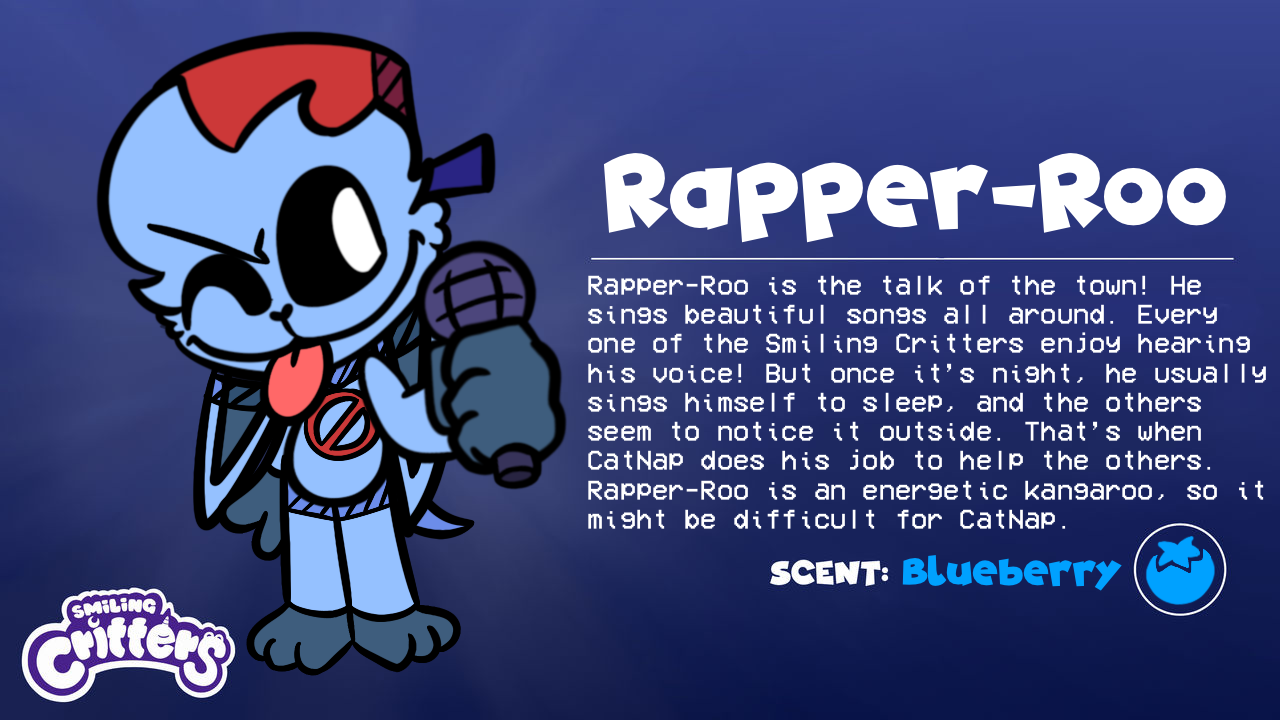 Rapper-Roo
Rapper-Roo is the talk of the town! He
sings beautiful songs all around. Every
one of the Smiling Critters enjoy hearing
his voice! But once it's night, he usually
sings himself to sleep, and the others
seem to notice it outside. That's when
CatNap does his job to help the others.
Rapper-Roo is an energetic kangaroo, so it
might be difficult for CatNap.
SCENT: Blueberry
SMiLiNG
Critters